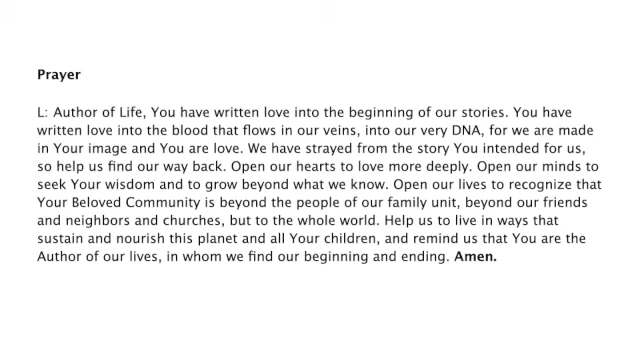 Prayer
L: Author of Life, You have written love into the beginning of our stories. You have
written love into the blood that flows in our veins, into our very DNA, for we are made
in Your image and You are love. We have strayed from the story You intended for us,
so help us find our way back. Open our hearts to love more deeply. Open our minds to
seek Your wisdom and to grow beyond what we know. Open our lives to recognize that
Your Beloved Community is beyond the people of our family unit, beyond our friends
and neighbors and churches, but to the whole world. Help us to live in ways that
sustain and nourish this planet and all Your children, and remind us that You are the
Author of our lives, in whom we find our beginning and ending. Amen.